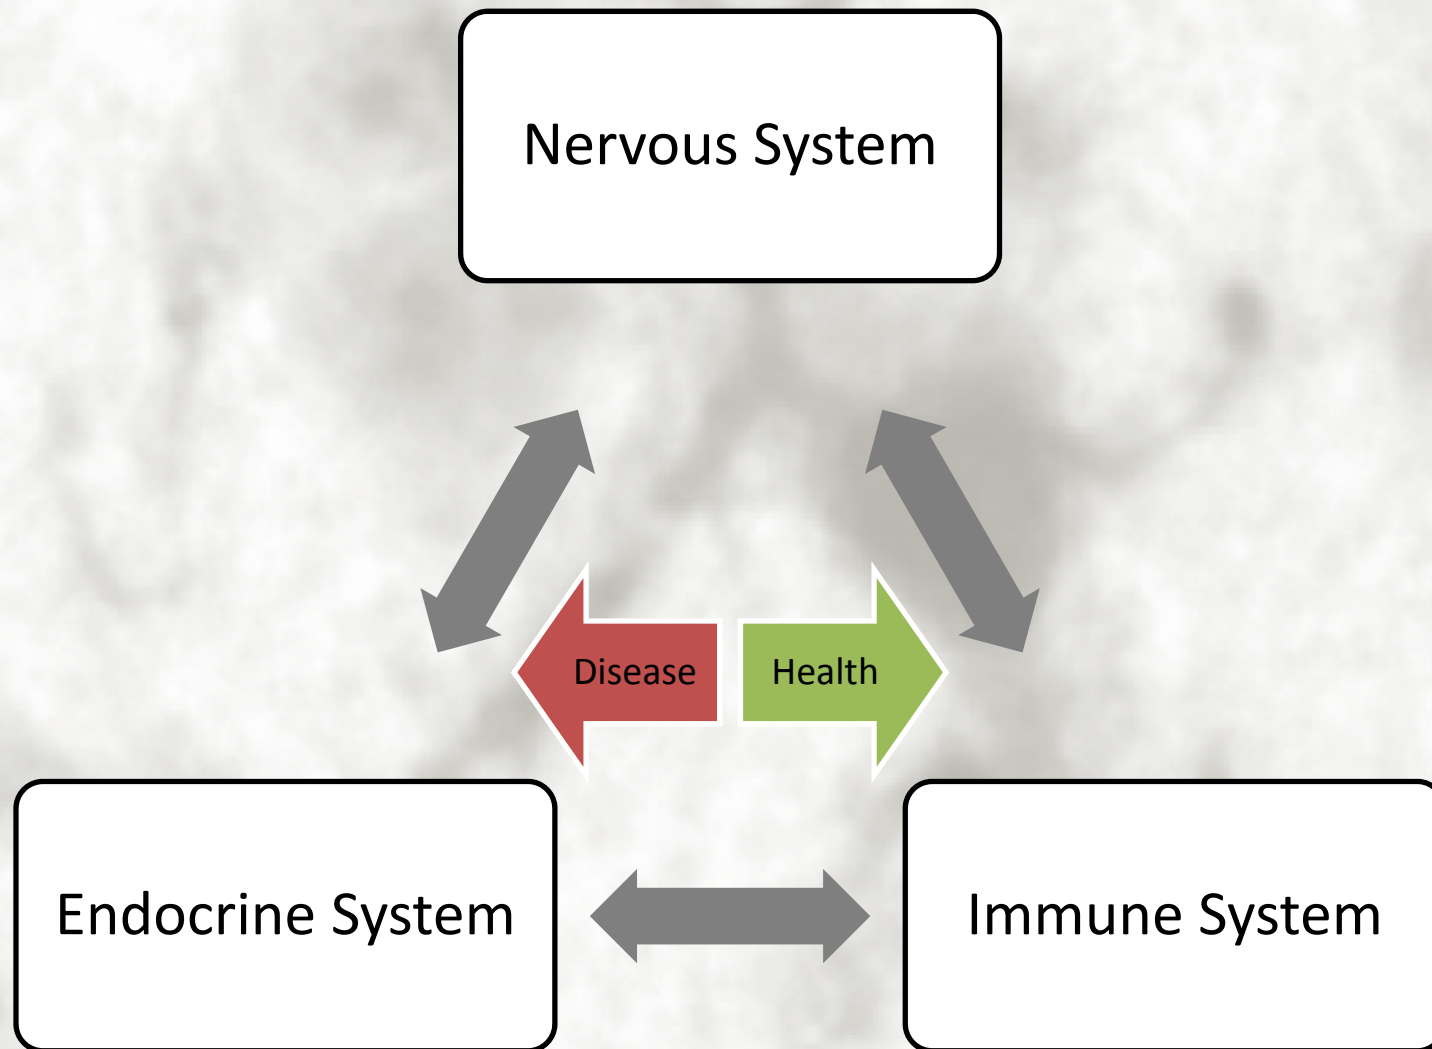 Nervous System
Disease
Health
Endocrine System
Immune System